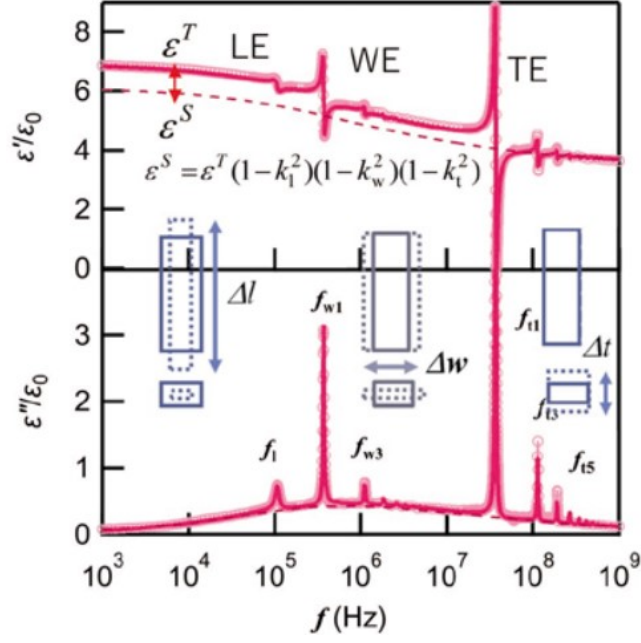 8
6
4
2
0
ε'/ε₀
ε^T
ε^S
LE
WE
TE
ε^S = ε^T (1−k_l^2)(1−k_w^2)(1−k_t^2)
3
2
1
0
ε''/ε₀
Δl
Δw
Δt
f_l
f_w1
f_w3
f_t1
f_t3
f_t5
10^3
10^4
10^5
10^6
10^7
10^8
10^9
f (Hz)